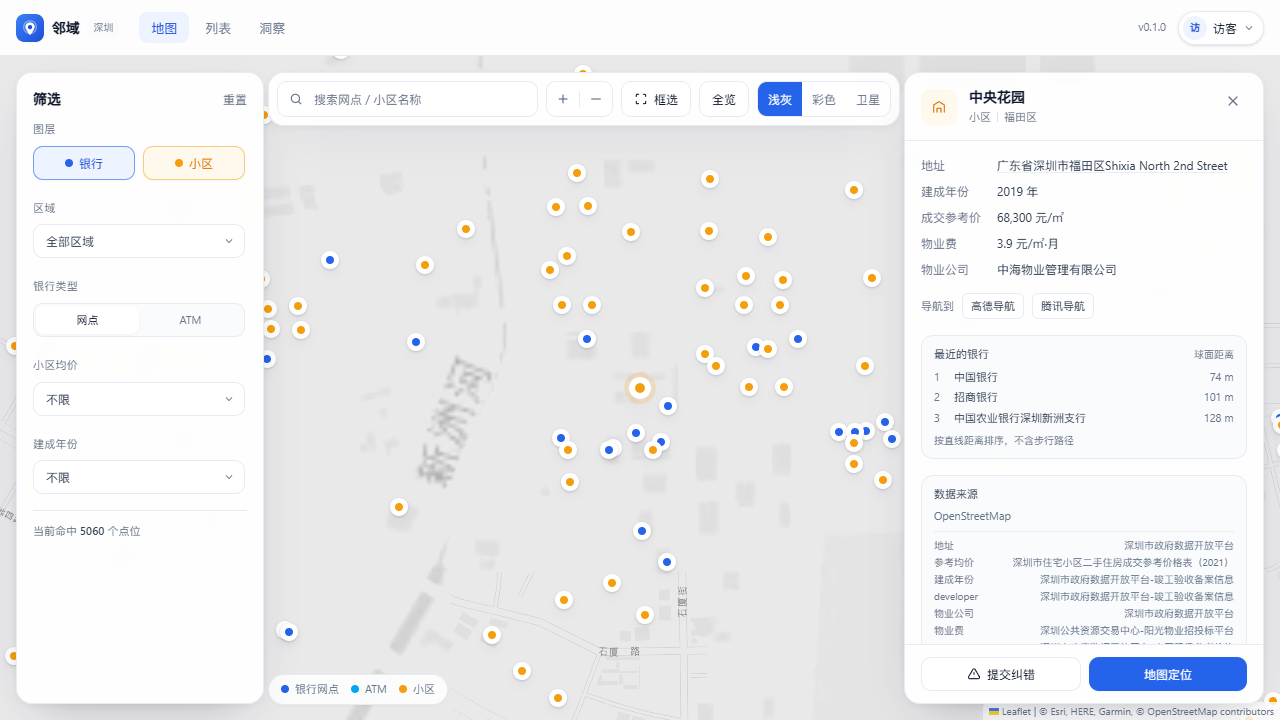 邻域 深圳 地图 列表 洞察 v0.1.0 访 访客
筛选 重置
图层
银行 小区
区域
全部区域
银行类型
网点 ATM
小区均价
不限
建成年份
不限
当前命中 5060 个点位
搜索网点 / 小区名称 + − 框选 全览 浅灰 彩色 卫星
新洲河
石厦街
石厦 路
银行网点 ATM 小区
中央花园
小区 福田区
地址 广东省深圳市福田区Shixia North 2nd Street
建成年份 2019 年
成交参考价 68,300 元/㎡
物业费 3.9 元/㎡·月
物业公司 中海物业管理有限公司
导航到 高德导航 腾讯导航
最近的银行 球面距离
1 中国银行 74 m
2 招商银行 101 m
3 中国农业银行深圳新洲支行 128 m
按直线距离排序，不含步行路径
数据来源
OpenStreetMap
地址 深圳市政府数据开放平台
参考均价 深圳市住宅小区二手住房成交参考价格表（2021）
建成年份 深圳市政府数据开放平台-竣工验收备案信息
developer 深圳市政府数据开放平台-竣工验收备案信息
物业公司 深圳市政府数据开放平台
物业费 深圳公共资源交易中心-阳光物业招投标平台
提交纠错 地图定位
Leaflet | © Esri, HERE, Garmin, © OpenStreetMap contributors